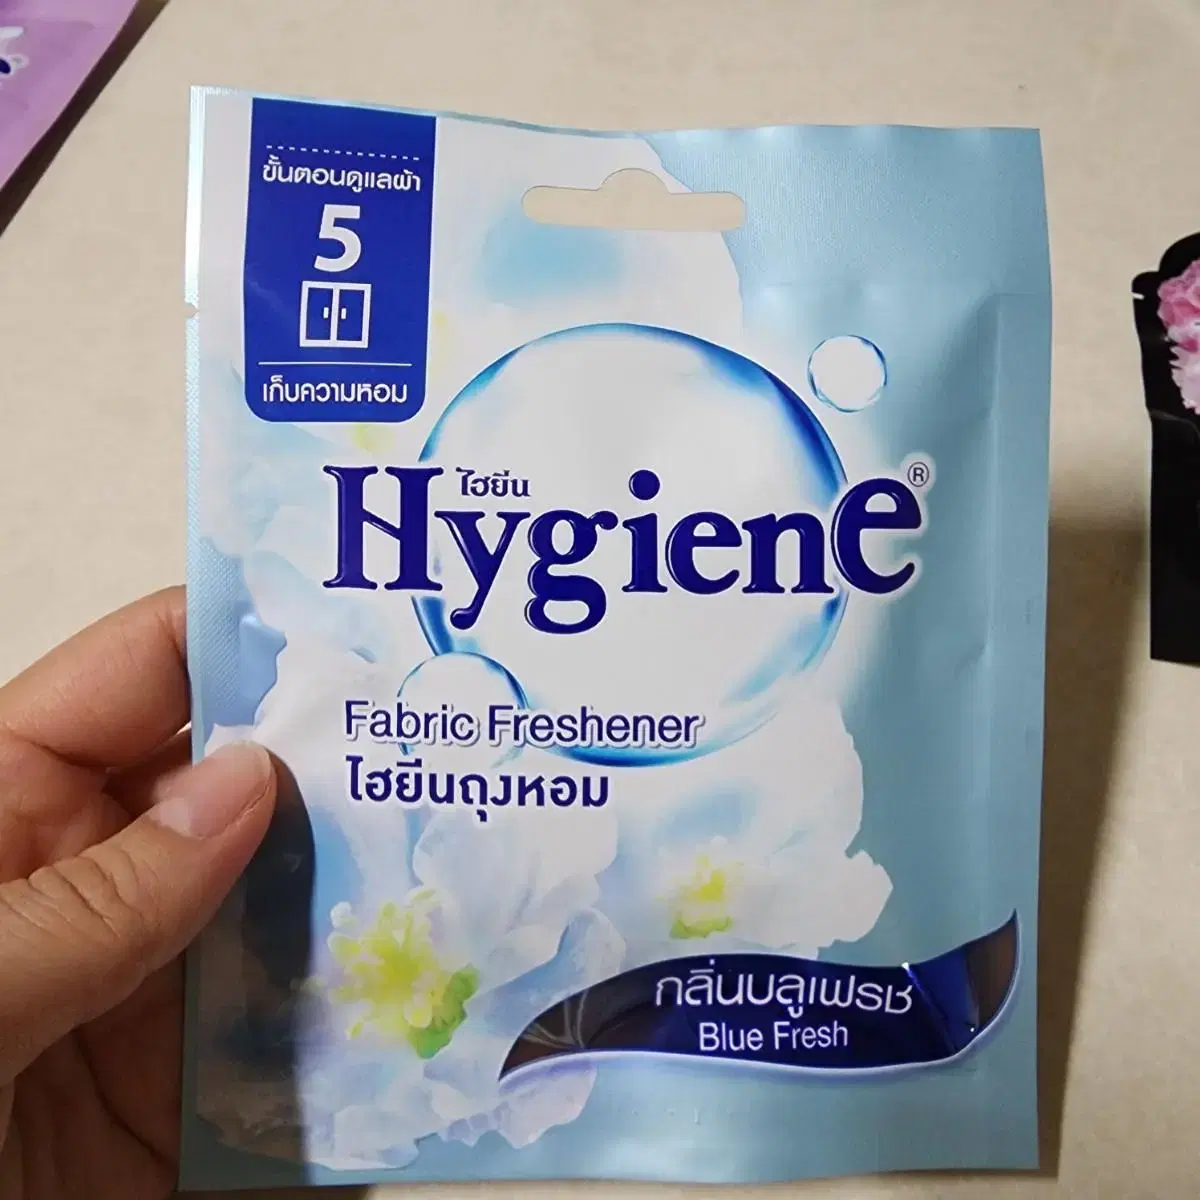 ขั้นตอนดูแลผ้า
5
เก็บความหอม
ไฮยีน
Hygiene®
Fabric Freshener
ไฮยีนถุงหอม
กลิ่นบลูเฟรช
Blue Fresh